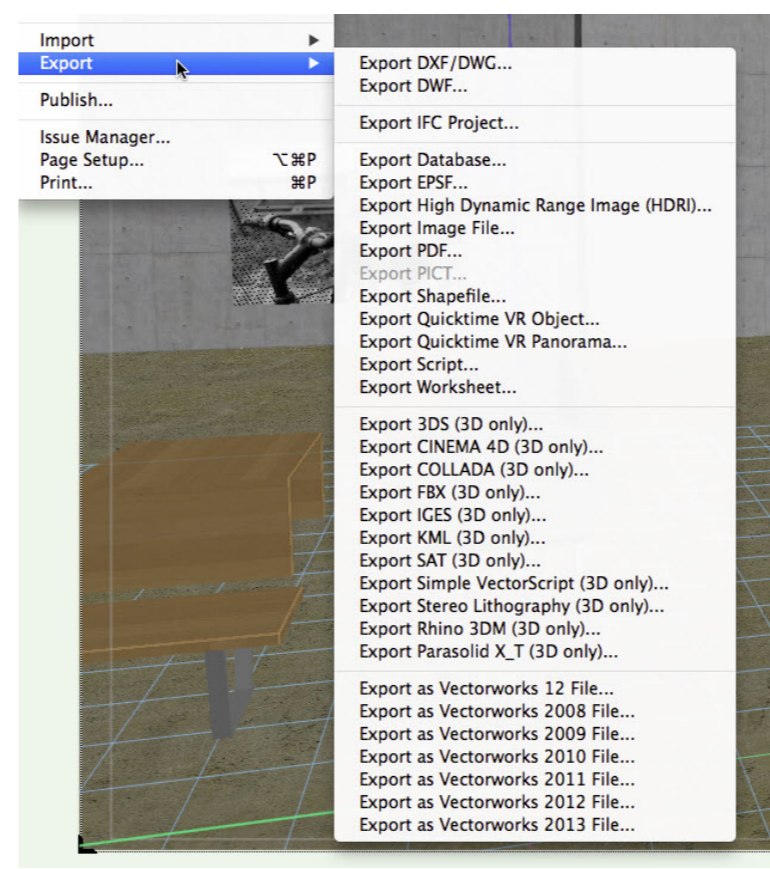 Import
Export
Publish...
Issue Manager...
Page Setup... ⌥⌘P
Print... ⌘P
Export DXF/DWG...
Export DWF...
Export IFC Project...
Export Database...
Export EPSF...
Export High Dynamic Range Image (HDRI)...
Export Image File...
Export PDF...
Export PICT...
Export Shapefile...
Export Quicktime VR Object...
Export Quicktime VR Panorama...
Export Script...
Export Worksheet...
Export 3DS (3D only)...
Export CINEMA 4D (3D only)...
Export COLLADA (3D only)...
Export FBX (3D only)...
Export IGES (3D only)...
Export KML (3D only)...
Export SAT (3D only)...
Export Simple VectorScript (3D only)...
Export Stereo Lithography (3D only)...
Export Rhino 3DM (3D only)...
Export Parasolid X_T (3D only)...
Export as Vectorworks 12 File...
Export as Vectorworks 2008 File...
Export as Vectorworks 2009 File...
Export as Vectorworks 2010 File...
Export as Vectorworks 2011 File...
Export as Vectorworks 2012 File...
Export as Vectorworks 2013 File...